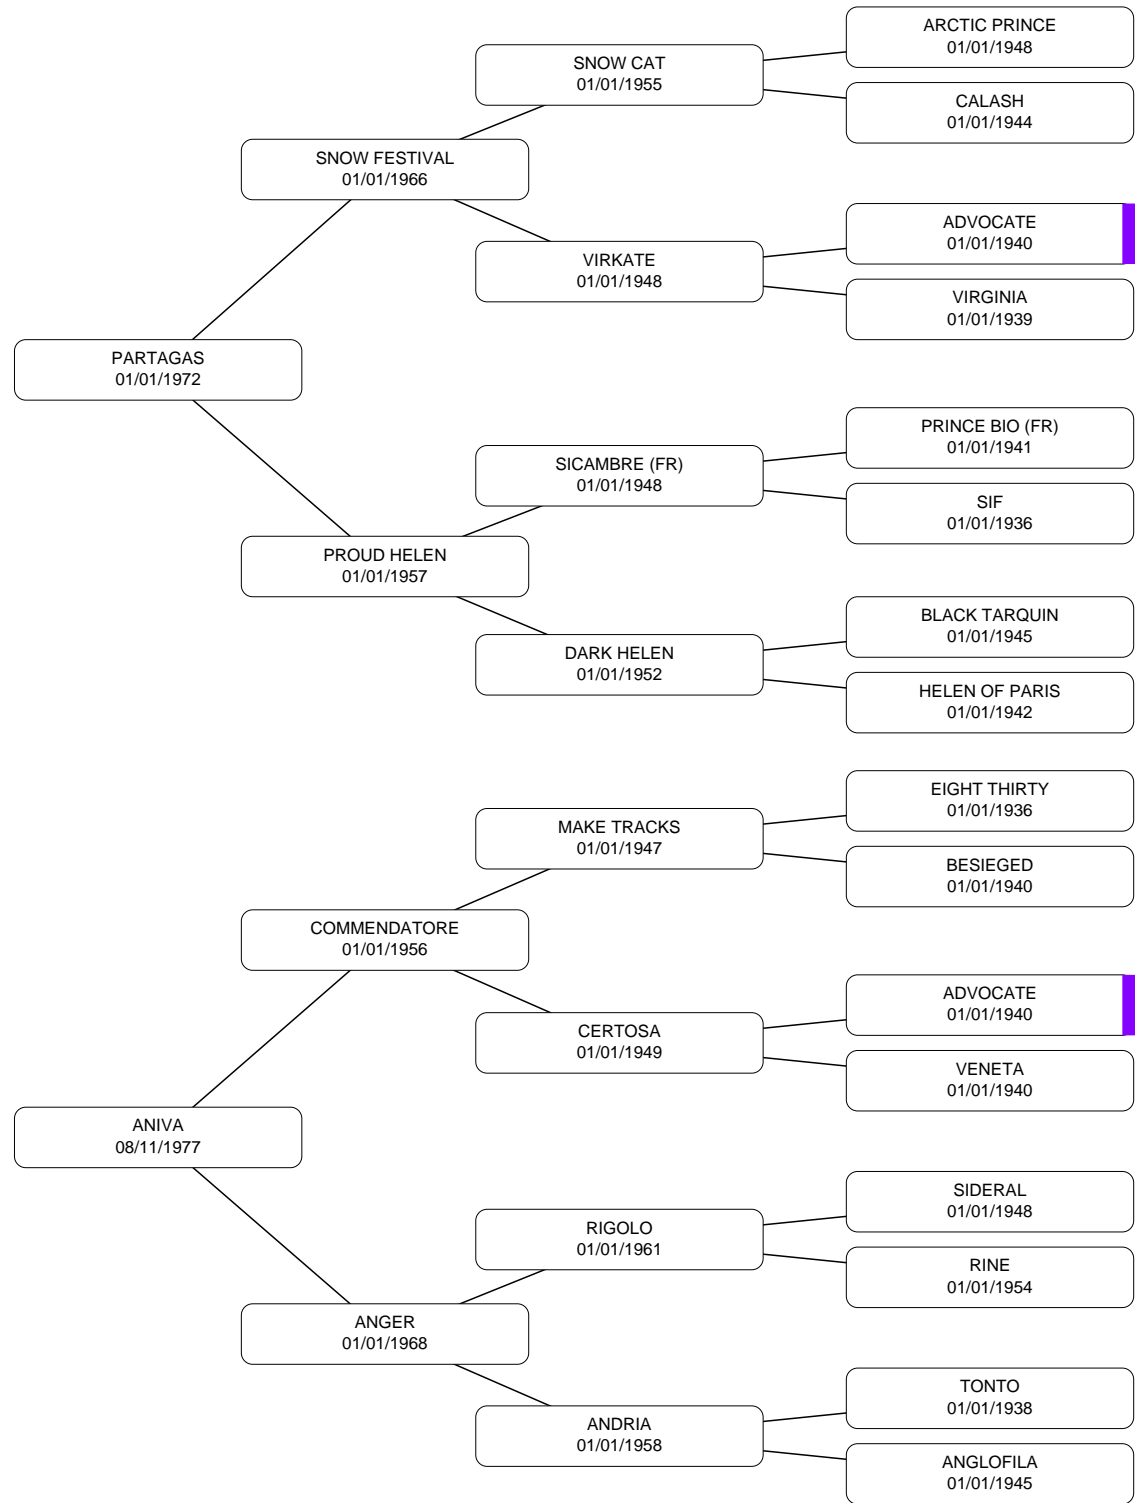 ARCTIC PRINCE
01/01/1948
SNOW CAT
01/01/1955
CALASH
01/01/1944
SNOW FESTIVAL
01/01/1966
ADVOCATE
01/01/1940
VIRKATE
01/01/1948
VIRGINIA
01/01/1939
PARTAGAS
01/01/1972
PRINCE BIO (FR)
01/01/1941
SICAMBRE (FR)
01/01/1948
SIF
01/01/1936
PROUD HELEN
01/01/1957
BLACK TARQUIN
01/01/1945
DARK HELEN
01/01/1952
HELEN OF PARIS
01/01/1942
EIGHT THIRTY
01/01/1936
MAKE TRACKS
01/01/1947
BESIEGED
01/01/1940
COMMENDATORE
01/01/1956
ADVOCATE
01/01/1940
CERTOSA
01/01/1949
VENETA
01/01/1940
ANIVA
08/11/1977
SIDERAL
01/01/1948
RIGOLO
01/01/1961
RINE
01/01/1954
ANGER
01/01/1968
TONTO
01/01/1938
ANDRIA
01/01/1958
ANGLOFILA
01/01/1945